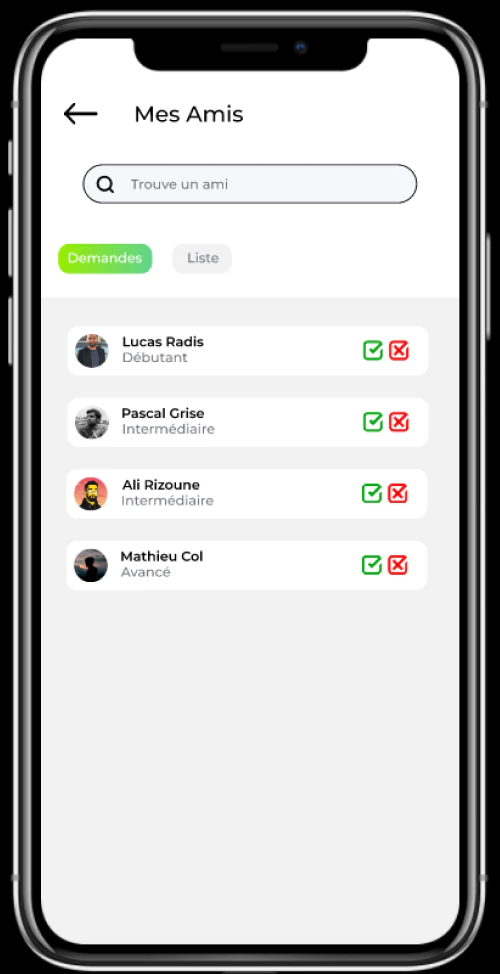 Mes Amis
Trouve un ami
Demandes
Liste
Lucas Radis
Débutant
Pascal Grise
Intermédiaire
Ali Rizoune
Intermédiaire
Mathieu Col
Avancé